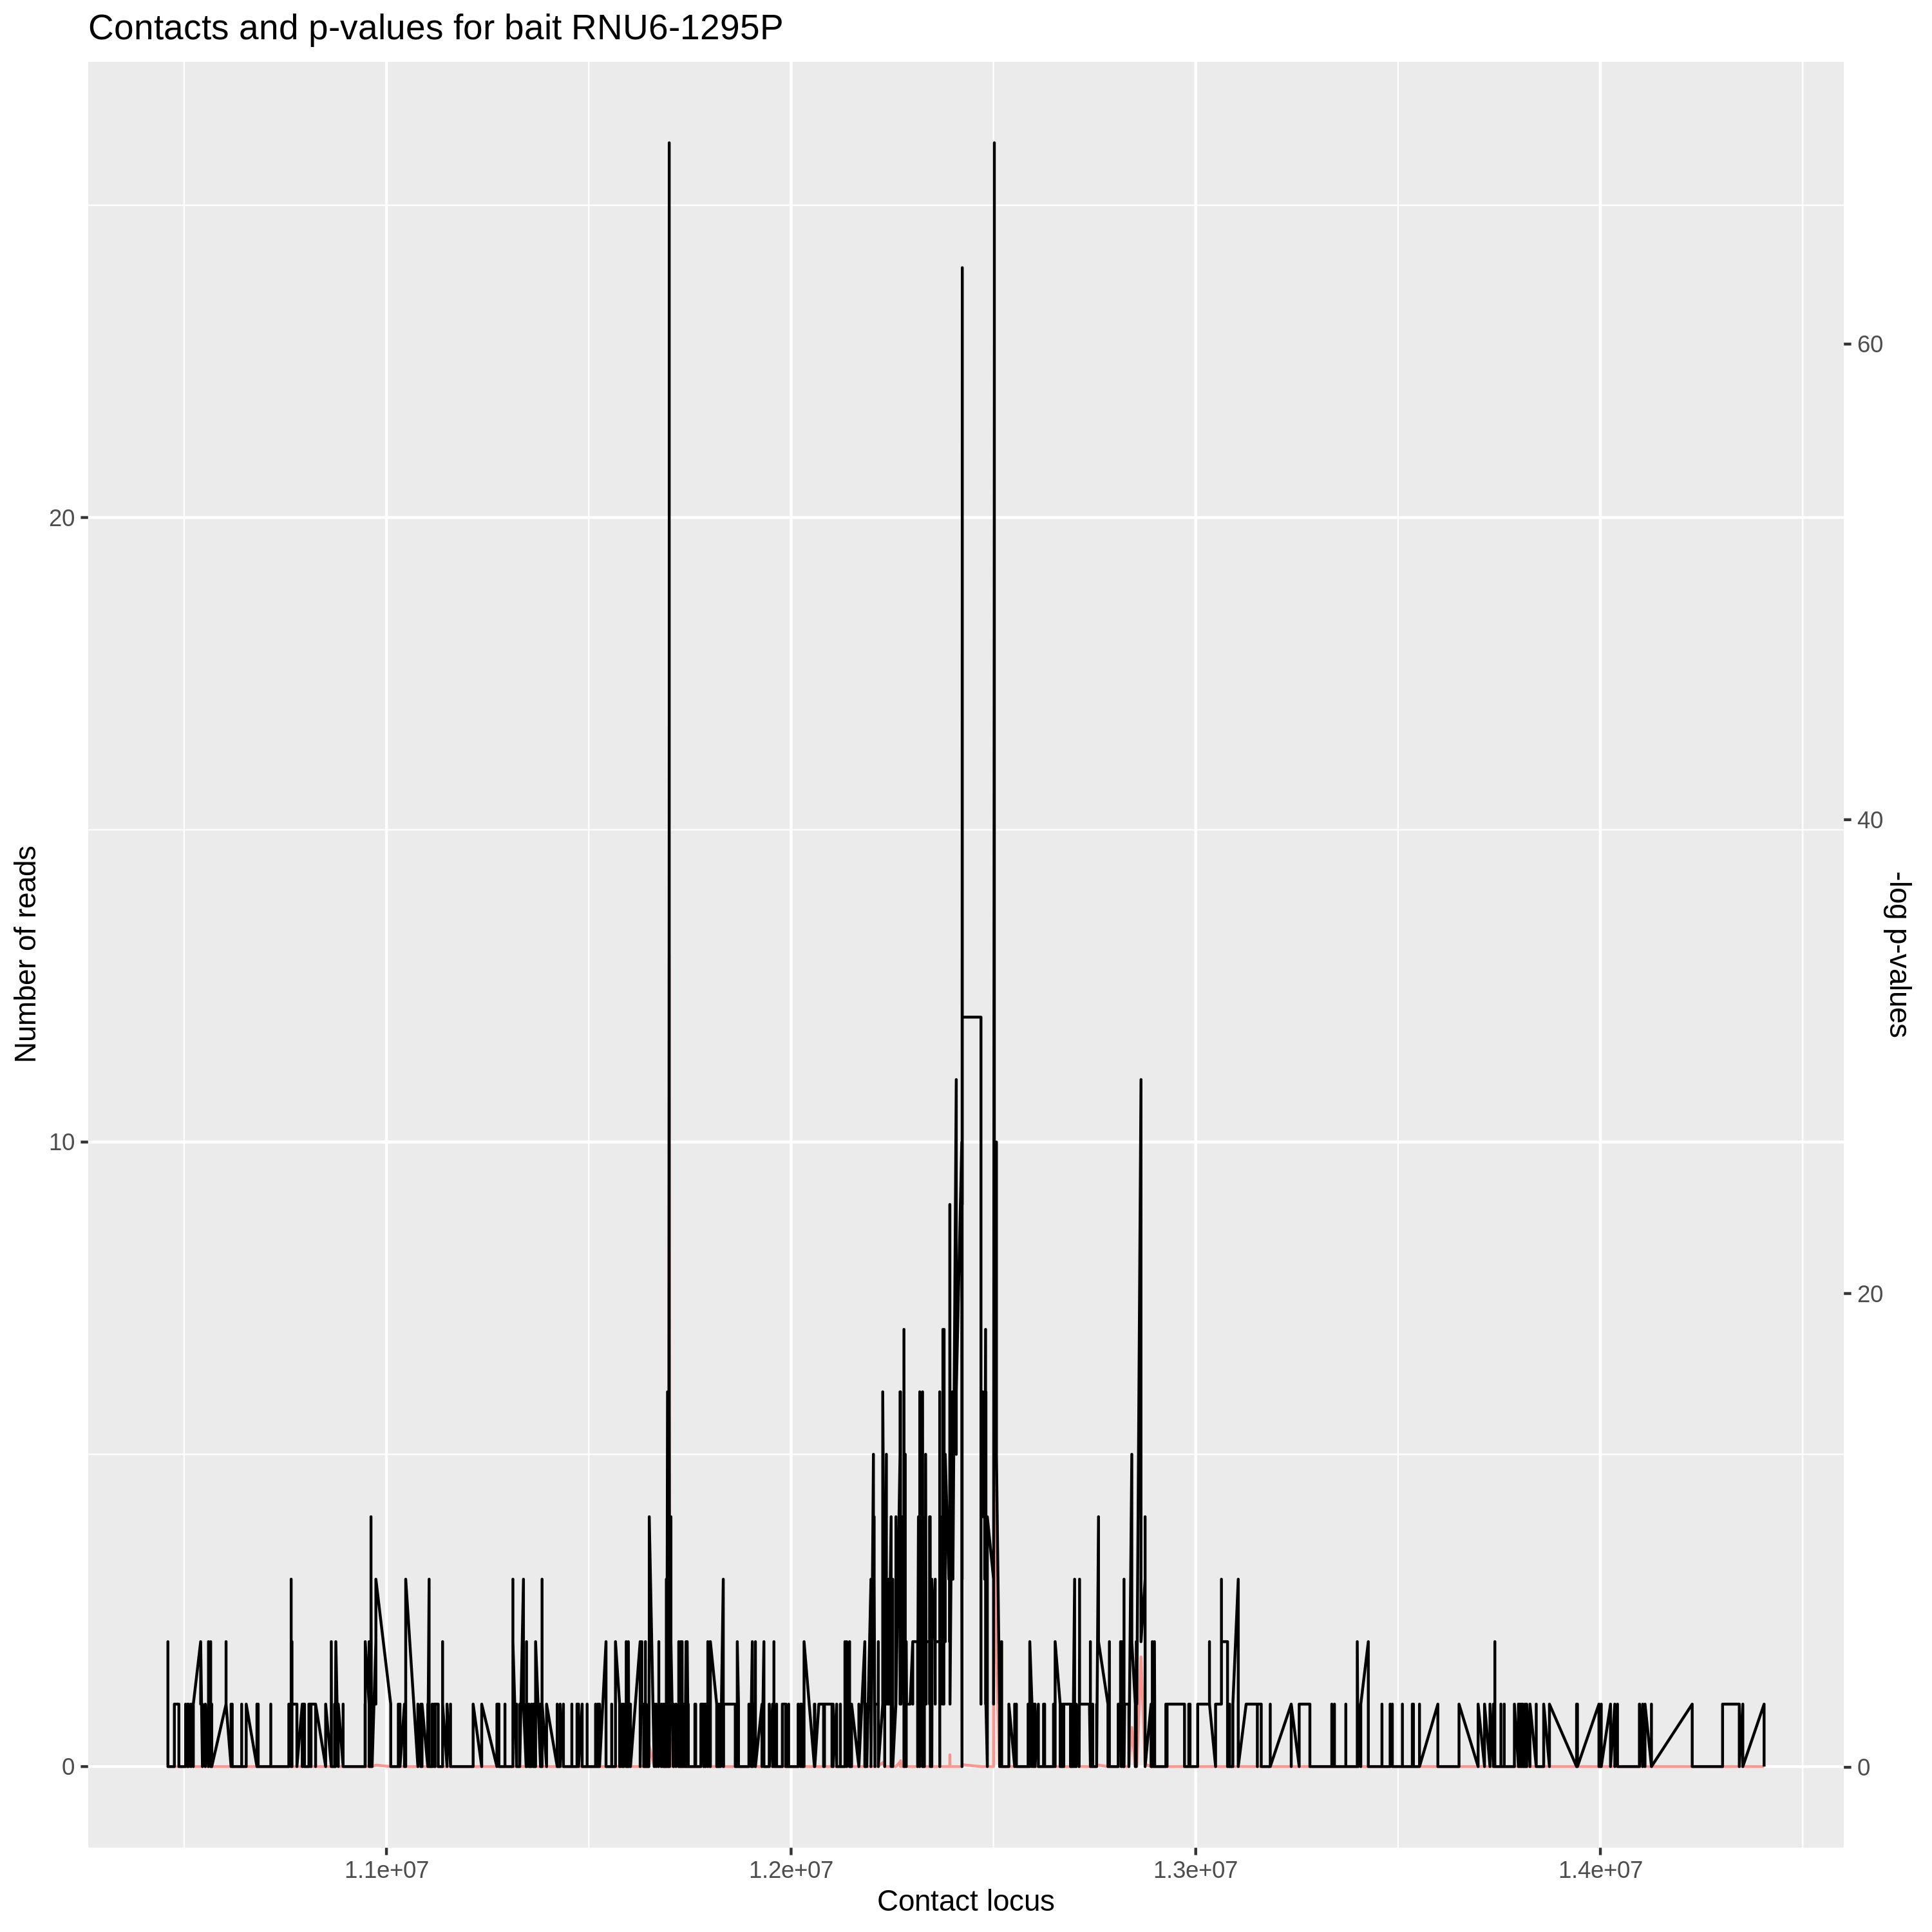 Contacts and p-values for bait RNU6-1295P
Number of reads
20
10
0
60
40
20
0
-log p-values
1.1e+07 1.2e+07 1.3e+07 1.4e+07
Contact locus